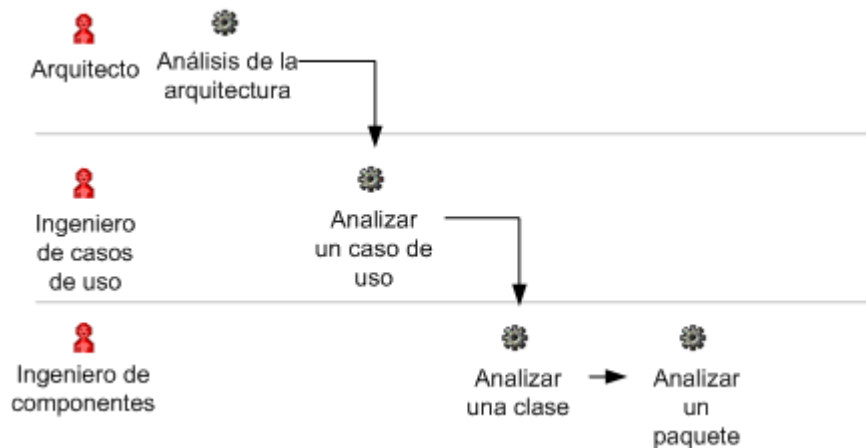 Arquitecto
Análisis de la
arquitectura
Ingeniero
de casos
de uso
Analizar
un caso de
uso
Ingeniero de
componentes
Analizar
una clase
Analizar
un
paquete